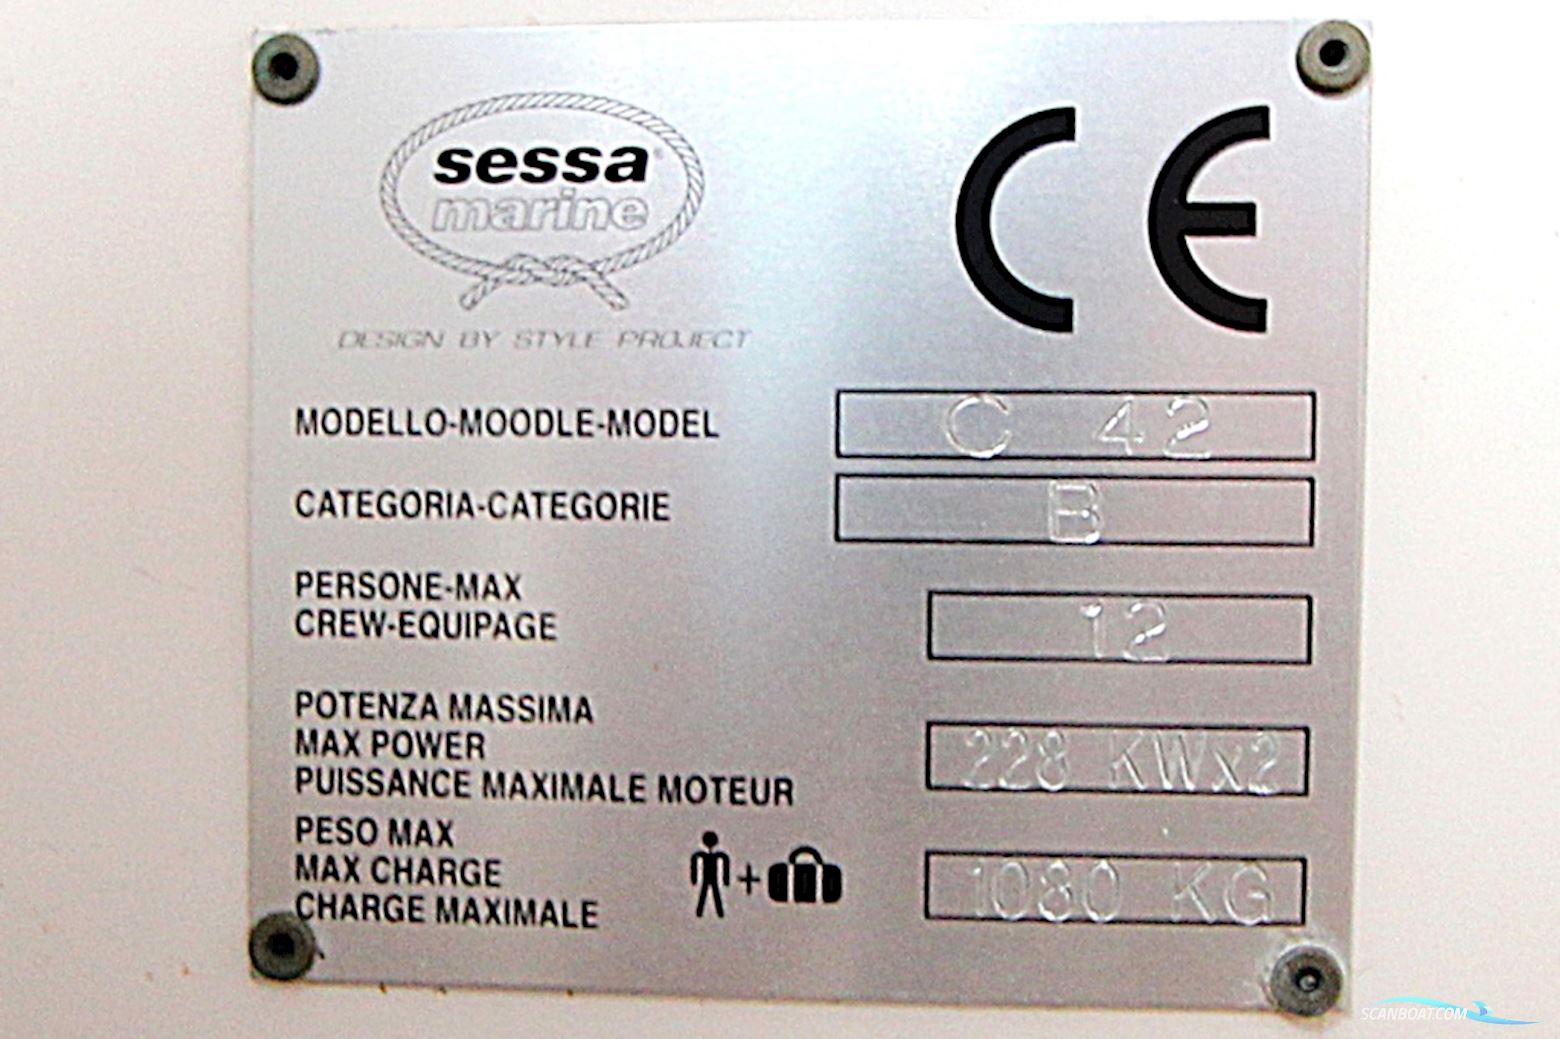 sessa
marine
DESIGN BY STYLE PROJECT
CE
MODELLO-MOODLE-MODEL C 42
CATEGORIA-CATEGORIE B
PERSONE-MAX
CREW-EQUIPAGE 12
POTENZA MASSIMA
MAX POWER 228 KWx2
PUISSANCE MAXIMALE MOTEUR
PESO MAX
MAX CHARGE + 1080 KG
CHARGE MAXIMALE
SCANBOAT.COM